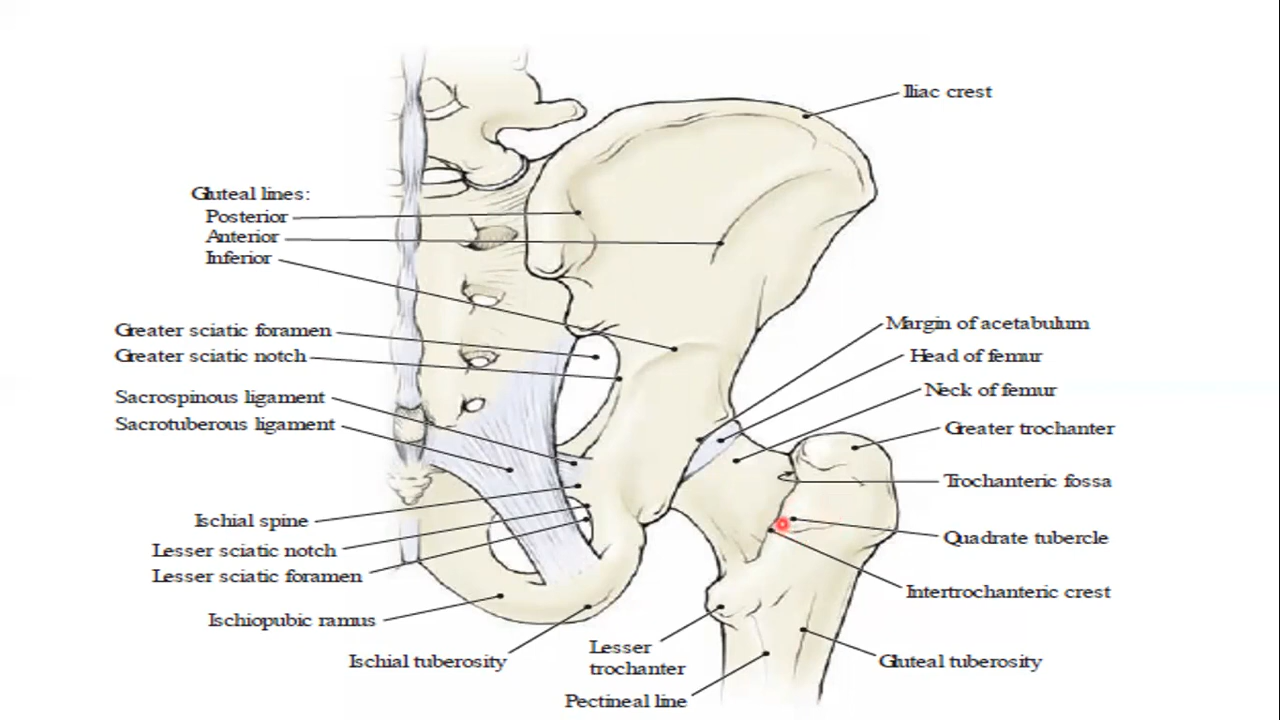 Iliac crest
Gluteal lines:
Posterior
Anterior
Inferior
Greater sciatic foramen
Greater sciatic notch
Sacrospinous ligament
Sacrotuberous ligament
Ischial spine
Lesser sciatic notch
Lesser sciatic foramen
Ischiopubic ramus
Ischial tuberosity
Lesser
trochanter
Pectineal line
Margin of acetabulum
Head of femur
Neck of femur
Greater trochanter
Trochanteric fossa
Quadrate tubercle
Intertrochanteric crest
Gluteal tuberosity